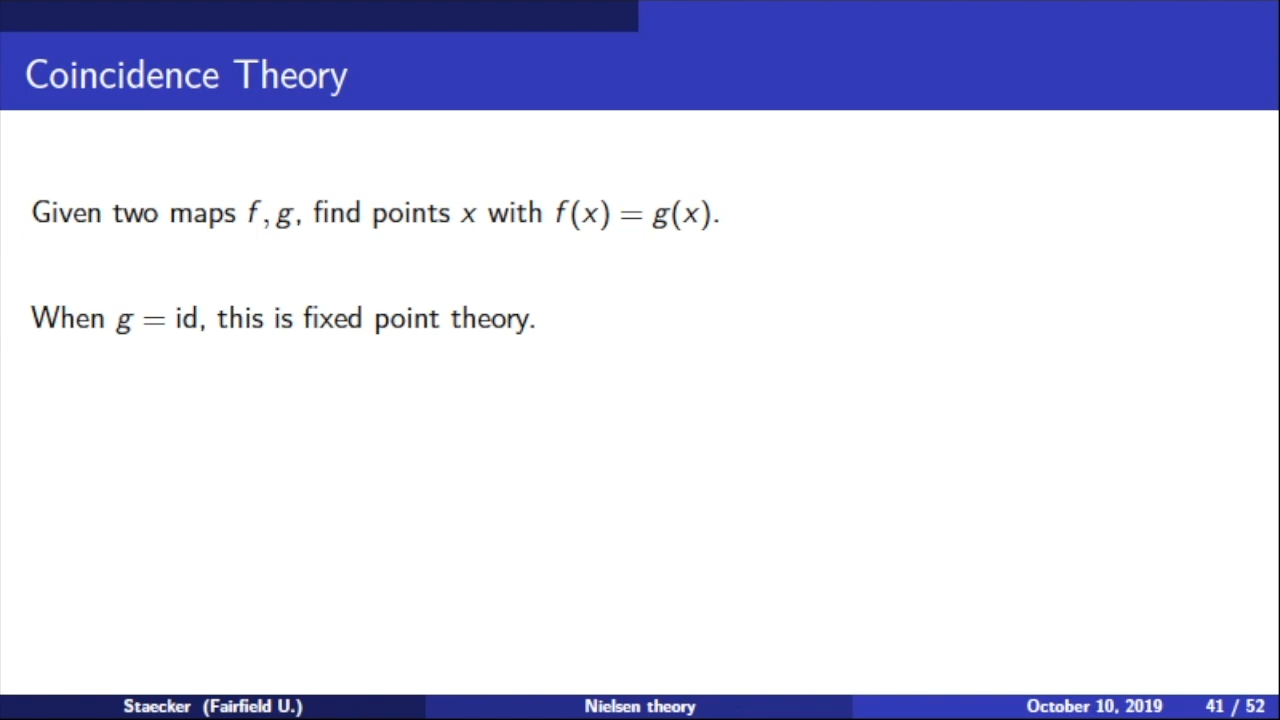 Coincidence Theory
Given two maps f, g, find points x with f(x) = g(x).
When g = id, this is fixed point theory.
Staecker (Fairfield U.) Nielsen theory October 10, 2019 41 / 52